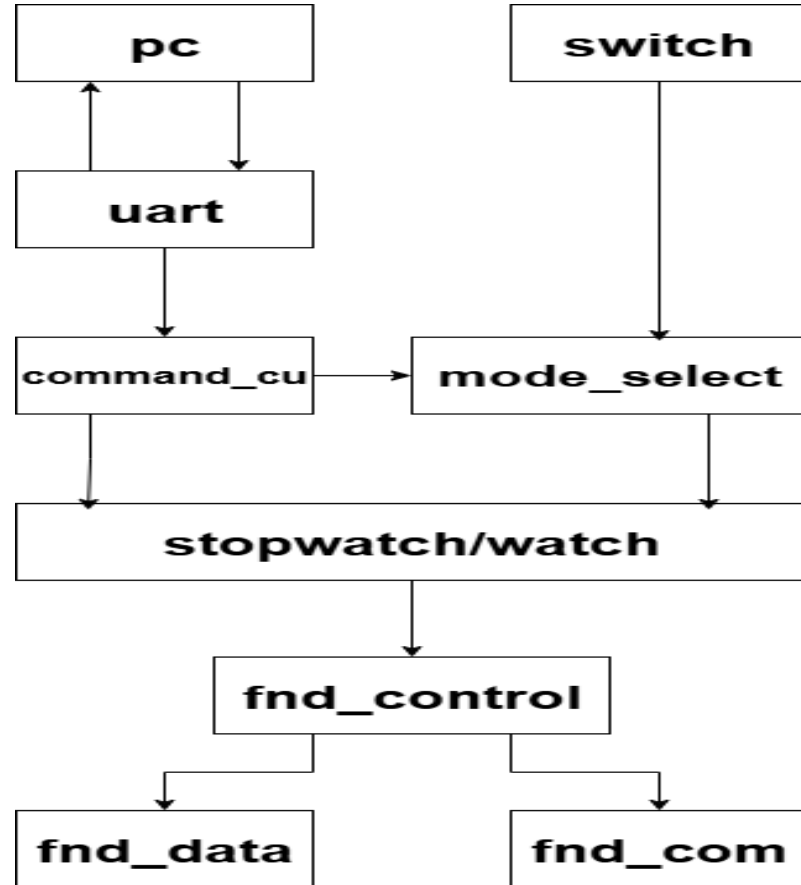 pc
switch
uart
command_cu
mode_select
stopwatch/watch
fnd_control
fnd_data
fnd_com